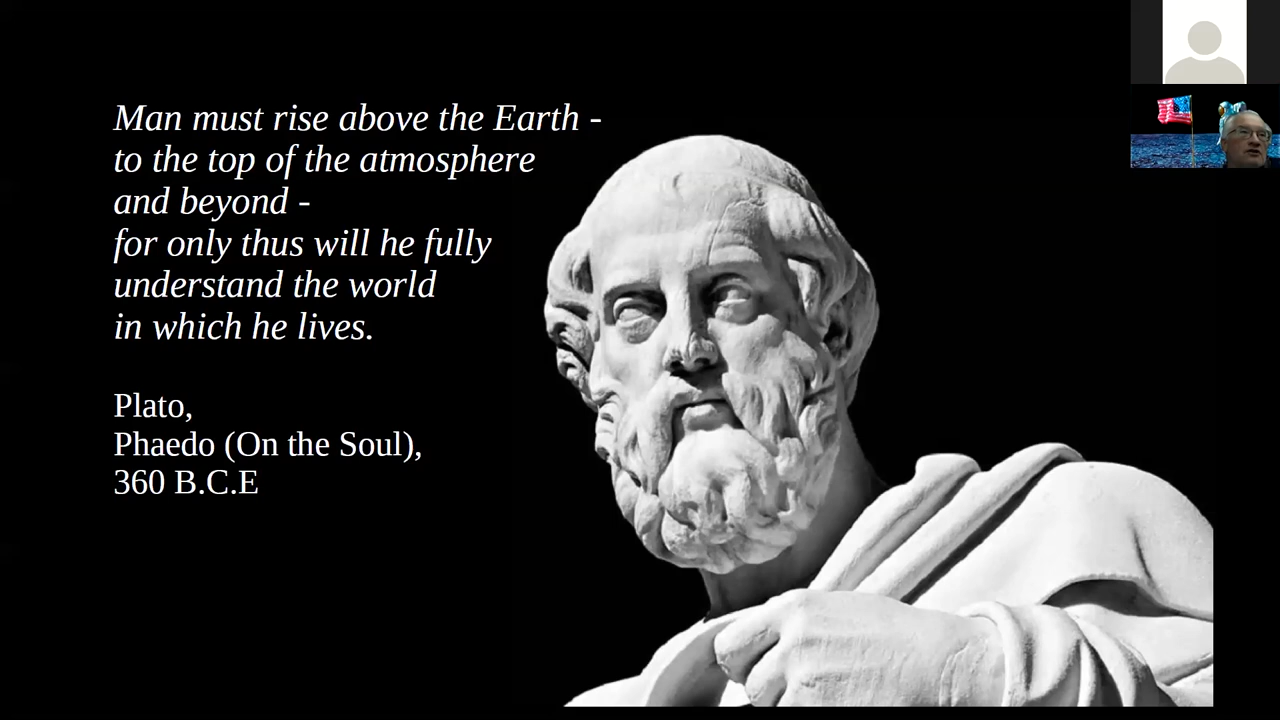 Man must rise above the Earth -
to the top of the atmosphere
and beyond -
for only thus will he fully
understand the world
in which he lives.
Plato,
Phaedo (On the Soul),
360 B.C.E